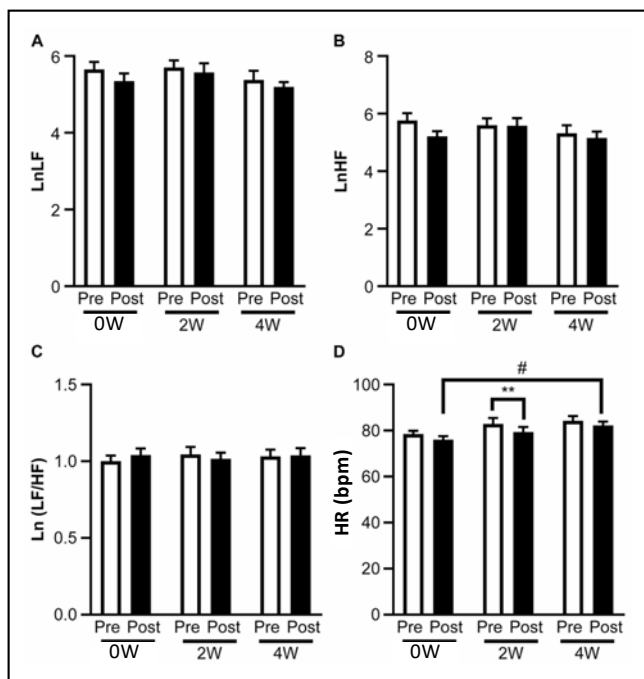 A
6
4
2
0
LnLF
Pre Post Pre Post Pre Post
0W 2W 4W
B
8
6
4
2
0
LnHF
Pre Post Pre Post Pre Post
0W 2W 4W
C
1.5
1.0
0.5
0.0
Ln (LF/HF)
Pre Post Pre Post Pre Post
0W 2W 4W
D
#
**
100
80
60
40
20
0
HR (bpm)
Pre Post Pre Post Pre Post
0W 2W 4W